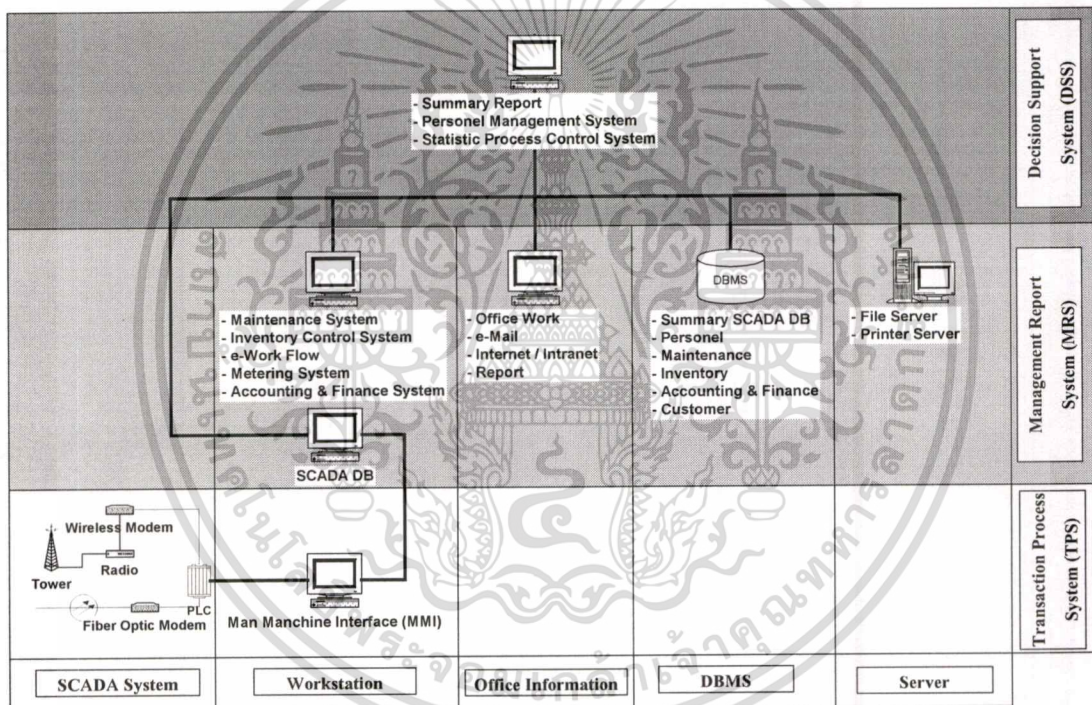 - Summary Report
- Personel Management System
- Statistic Process Control System
Decision Support
System (DSS)
- Maintenance System
- Inventory Control System
- e-Work Flow
- Metering System
- Accounting & Finance System
SCADA DB
- Office Work
- e-Mail
- Internet / Intranet
- Report
DBMS
- Summary SCADA DB
- Personel
- Maintenance
- Inventory
- Accounting & Finance
- Customer
- File Server
- Printer Server
Management Report
System (MRS)
Wireless Modem
Radio
Tower
PLC
Fiber Optic Modem
Man Manchine Interface (MMI)
Transaction Process
System (TPS)
SCADA System
Workstation
Office Information
DBMS
Server